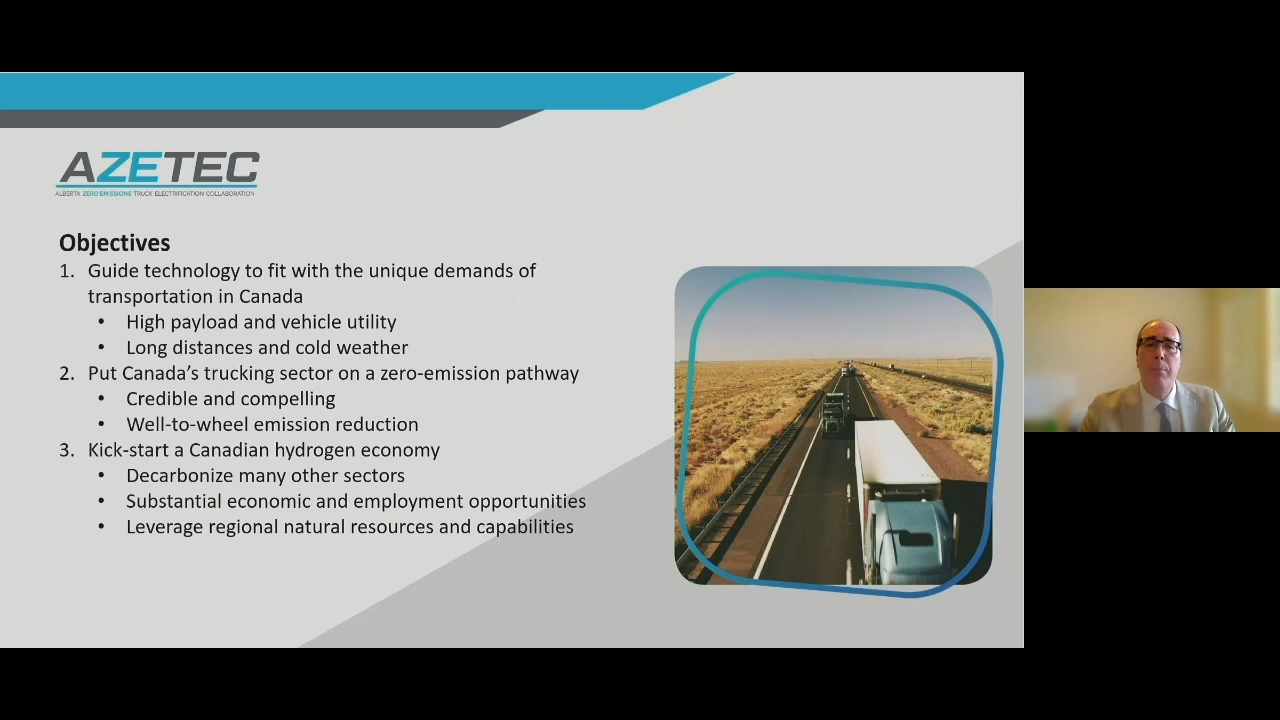 AZETEC
ALBERTA ZERO EMISSIONS TRUCK ELECTRIFICATION COLLABORATION
Objectives
1. Guide technology to fit with the unique demands of
transportation in Canada
• High payload and vehicle utility
• Long distances and cold weather
2. Put Canada’s trucking sector on a zero-emission pathway
• Credible and compelling
• Well-to-wheel emission reduction
3. Kick-start a Canadian hydrogen economy
• Decarbonize many other sectors
• Substantial economic and employment opportunities
• Leverage regional natural resources and capabilities